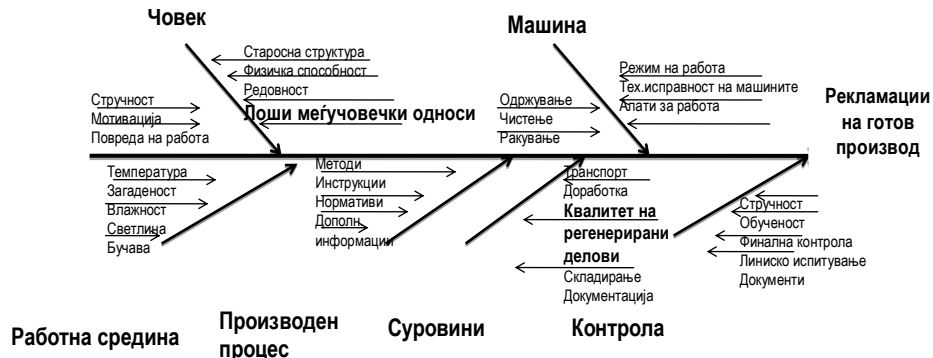 Човек
Старосна структура
Физичка способност
Редовност
Лоши меѓучовечки односи
Стручност
Мотивација
Повреда на работа
Машина
Режим на работа
Тех.исправност на машините
Алати за работа
Одржување
Чистење
Ракување
Рекламации
на готов
производ
Температура
Загаденост
Влажност
Светлина
Бучава
Методи
Инструкции
Нормативи
Дополн.
информации
Транспорт
Доработка
Квалитет на
регенерирани
делови
Складирање
Документација
Стручност
Обученост
Финална контрола
Линиско испитување
Документи
Работна средина
Производен
процес
Суровини
Контрола